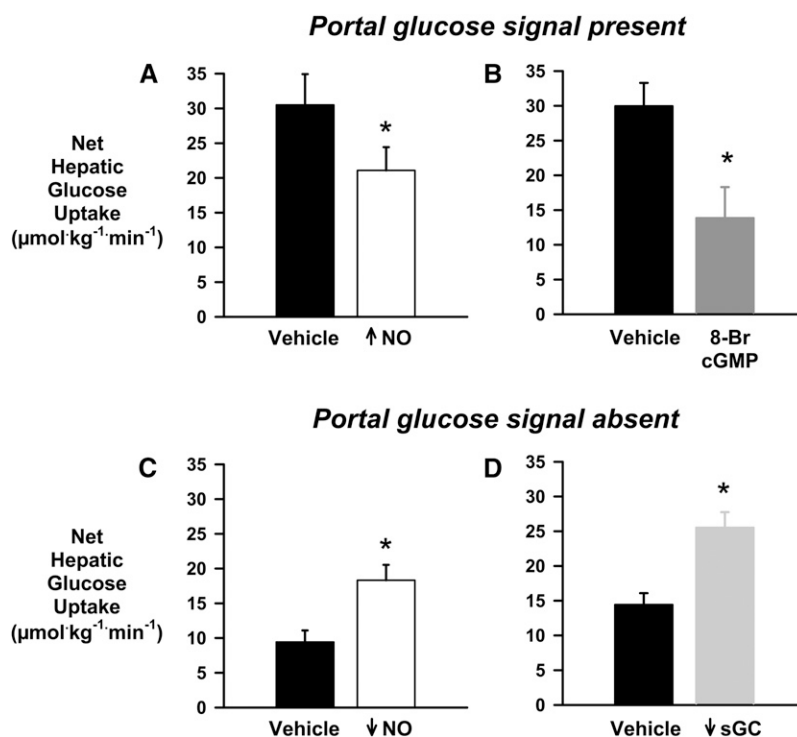 Portal glucose signal present
A
B
Net
Hepatic
Glucose
Uptake
(µmol·kg⁻¹·min⁻¹)
35
30
25
20
15
10
5
0
*
Vehicle ↑ NO
35
30
25
20
15
10
5
0
*
Vehicle 8-Br
cGMP
Portal glucose signal absent
C
D
Net
Hepatic
Glucose
Uptake
(µmol·kg⁻¹·min⁻¹)
35
30
25
20
15
10
5
0
*
Vehicle ↓ NO
35
30
25
20
15
10
5
0
*
Vehicle ↓ sGC